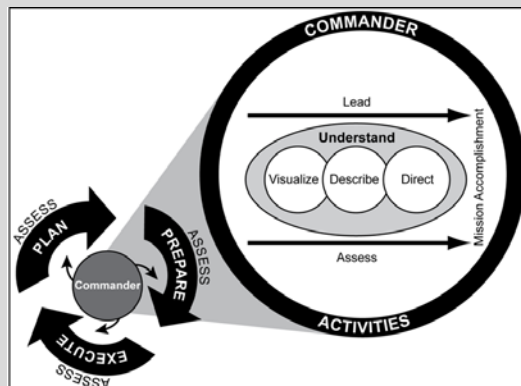 COMMANDER
Lead
Understand
Visualize
Describe
Direct
Mission Accomplishment
Assess
ACTIVITIES
ASSESS
PLAN
PREPARE
ASSESS
Commander
EXECUTE
ASSESS